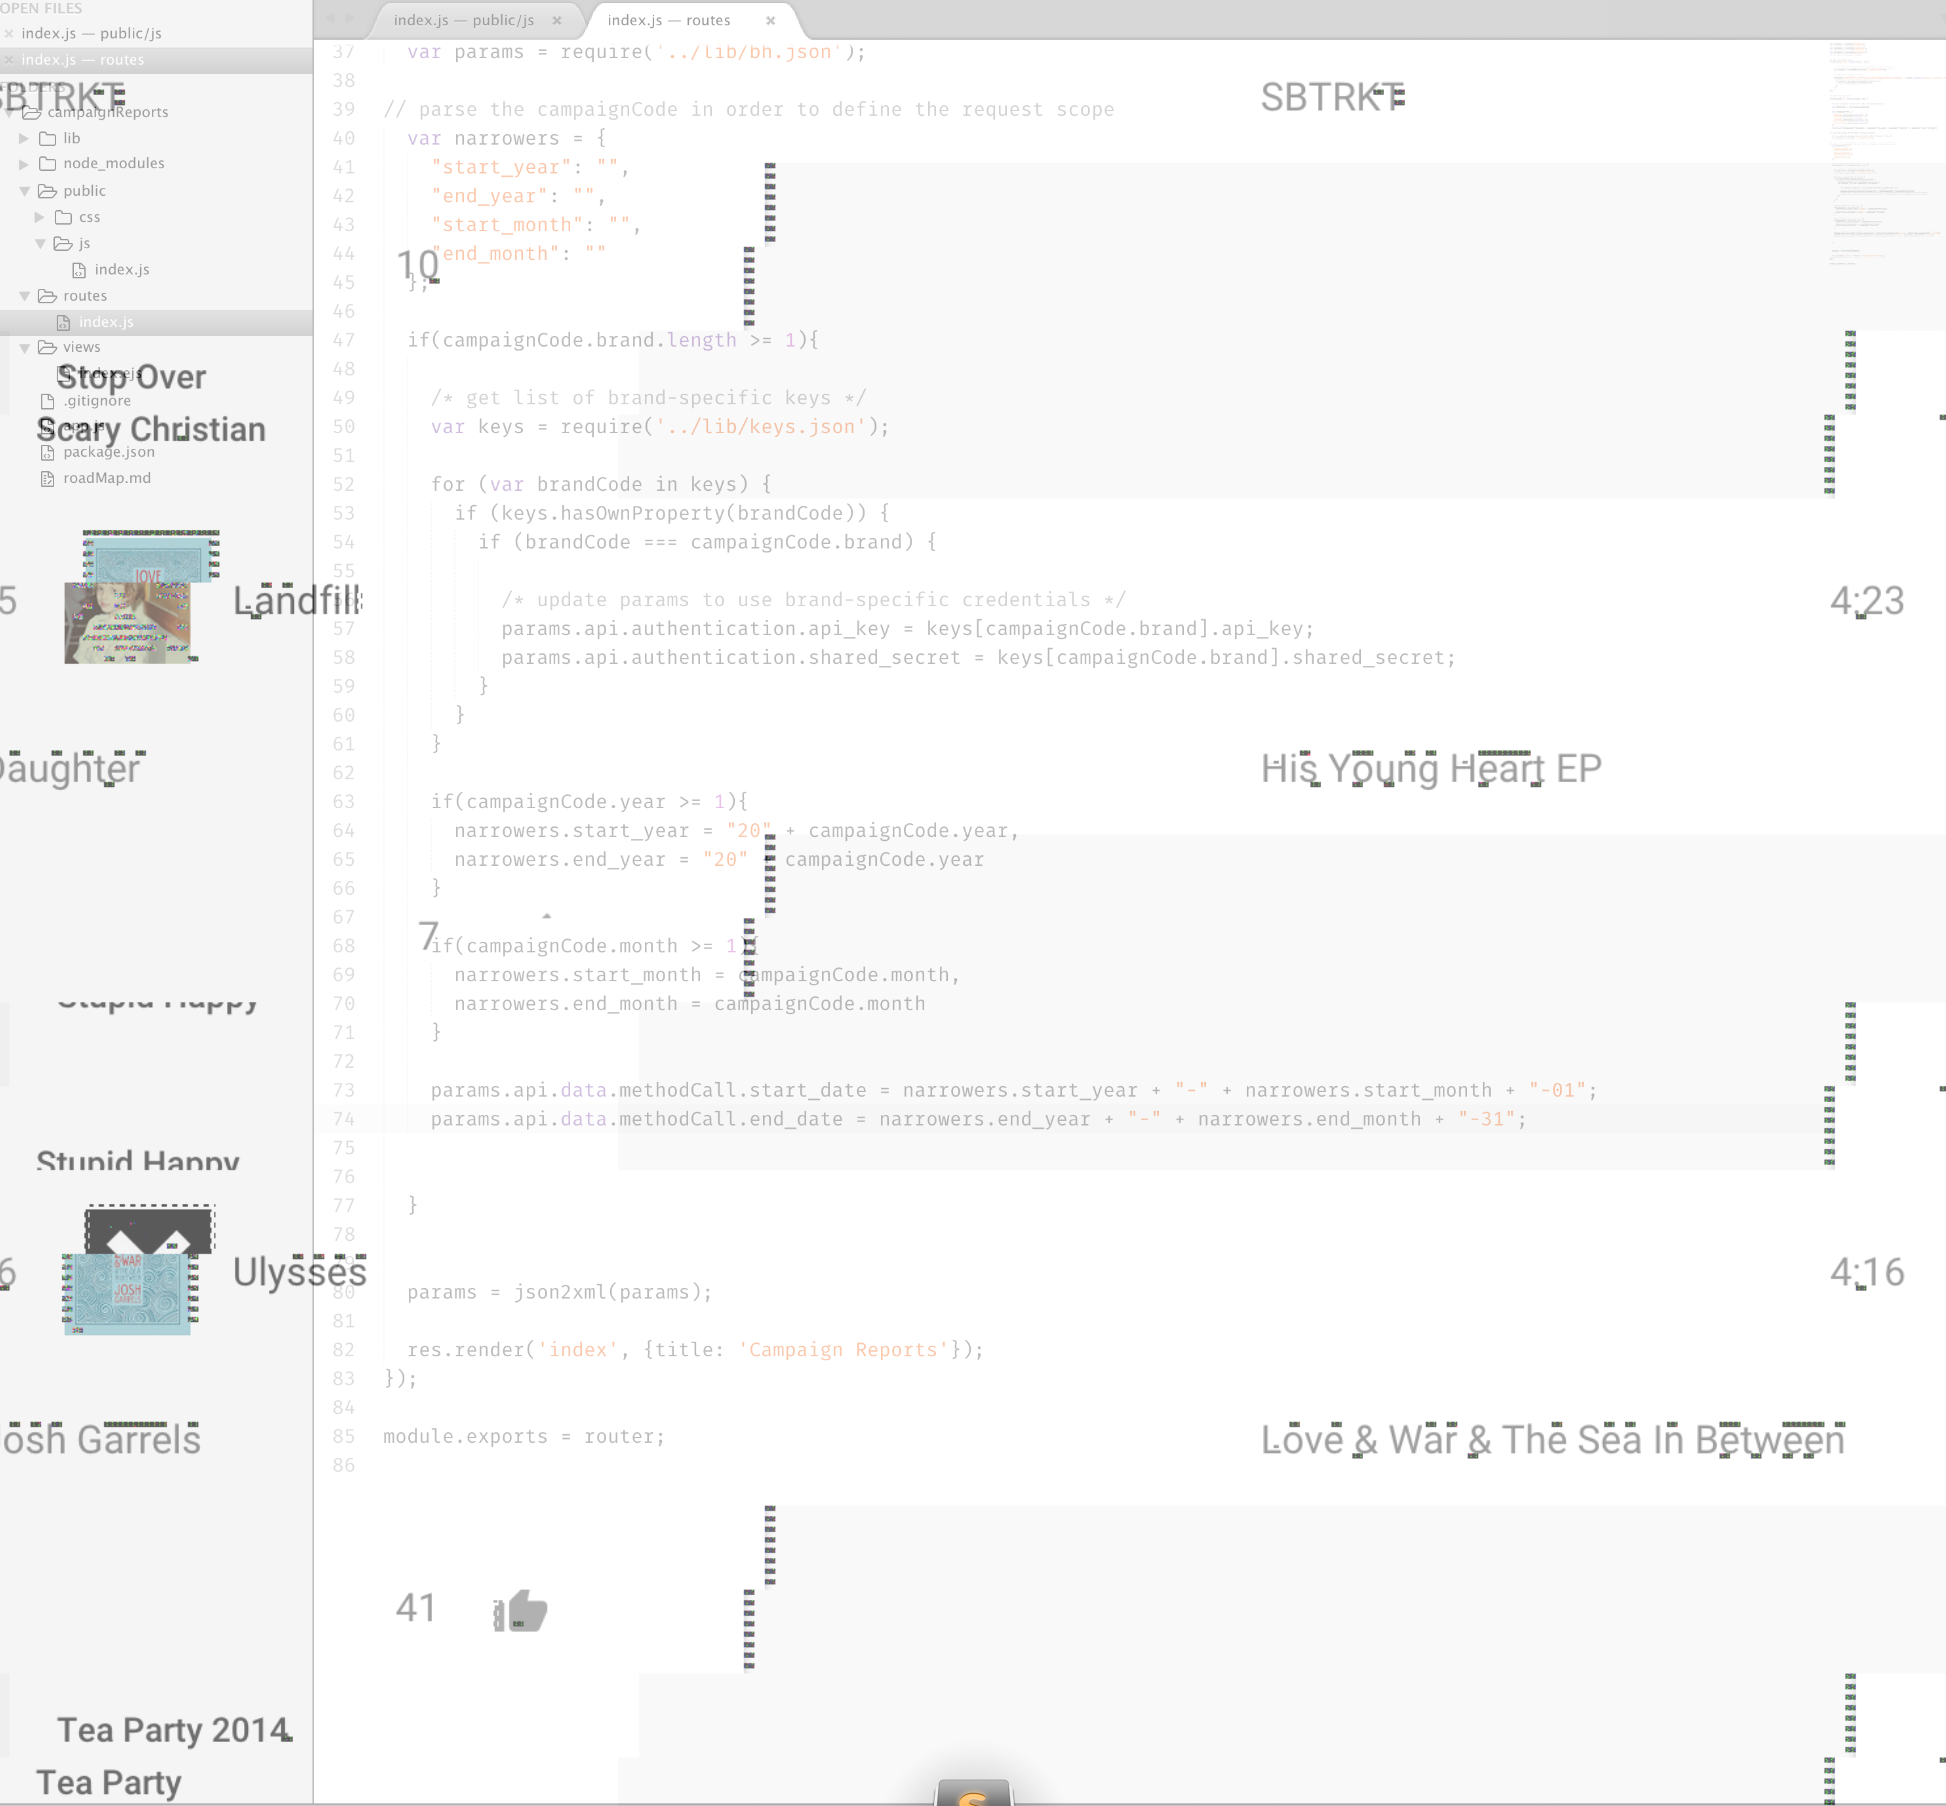 OPEN FILES
index.js — public/js
index.js — routes
FOLDERS
campaignReports
lib
node_modules
public
css
js
index.js
routes
index.js
views
index.ejs
.gitignore
app.js
package.json
roadMap.md
index.js — public/js
index.js — routes
37 var params = require('../lib/bh.json');
38
39 // parse the campaignCode in order to define the request scope
40 var narrowers = {
41 "start_year": "",
42 "end_year": "",
43 "start_month": "",
44 "end_month": ""
45 };
46
47 if(campaignCode.brand.length >= 1){
48
49 /* get list of brand-specific keys */
50 var keys = require('../lib/keys.json');
51
52 for (var brandCode in keys) {
53 if (keys.hasOwnProperty(brandCode)) {
54 if (brandCode === campaignCode.brand) {
55
56 /* update params to use brand-specific credentials */
57 params.api.authentication.api_key = keys[campaignCode.brand].api_key;
58 params.api.authentication.shared_secret = keys[campaignCode.brand].shared_secret;
59 }
60 }
61 }
62
63 if(campaignCode.year >= 1){
64 narrowers.start_year = "20" + campaignCode.year,
65 narrowers.end_year = "20" + campaignCode.year
66 }
67
68 if(campaignCode.month >= 1){
69 narrowers.start_month = campaignCode.month,
70 narrowers.end_month = campaignCode.month
71 }
72
73 params.api.data.methodCall.start_date = narrowers.start_year + "-" + narrowers.start_month + "-01";
74 params.api.data.methodCall.end_date = narrowers.end_year + "-" + narrowers.end_month + "-31";
75
76
77 }
78
79
80 params = json2xml(params);
81
82 res.render('index', {title: 'Campaign Reports'});
83 });
84
85 module.exports = router;
86
SBTRKT
SBTRKT
10
Stop Over
Scary Christian
LOVE
5 Landfill 4:23
Daughter His Young Heart EP
7
Stupid Happy
Stupid Happy
& WAR
JOSH
GARRELS
6 Ulysses 4:16
Josh Garrels Love & War & The Sea In Between
41
Tea Party 2014
Tea Party
S